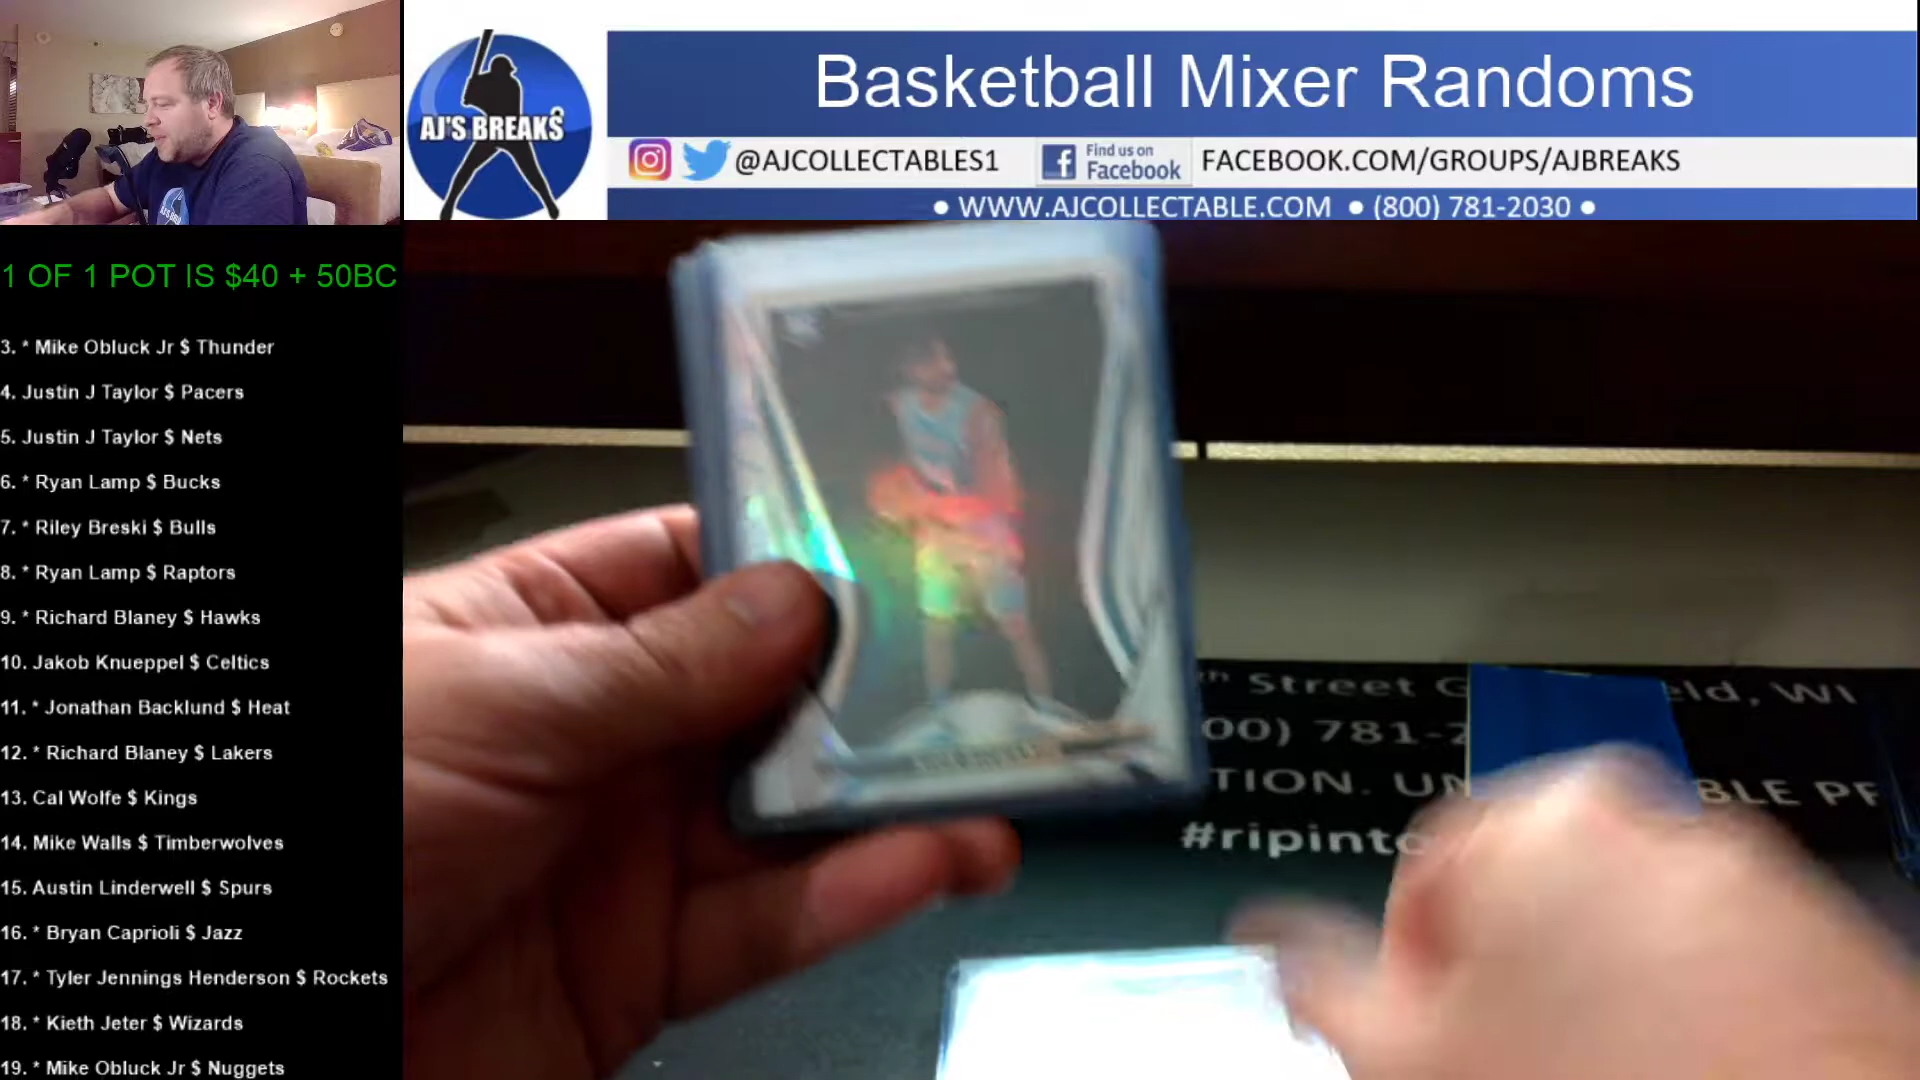 AJ'S BREAKS
Basketball Mixer Randoms
@AJCOLLECTABLES1
Find us on
Facebook
FACEBOOK.COM/GROUPS/AJBREAKS
• WWW.AJCOLLECTABLE.COM • (800) 781-2030 •
1 OF 1 POT IS $40 + 50BC
3. * Mike Obluck Jr $ Thunder
4. Justin J Taylor $ Pacers
5. Justin J Taylor $ Nets
6. * Ryan Lamp $ Bucks
7. * Riley Breski $ Bulls
8. * Ryan Lamp $ Raptors
9. * Richard Blaney $ Hawks
10. Jakob Knueppel $ Celtics
11. * Jonathan Backlund $ Heat
12. * Richard Blaney $ Lakers
13. Cal Wolfe $ Kings
14. Mike Walls $ Timberwolves
15. Austin Linderwell $ Spurs
16. * Bryan Caprioli $ Jazz
17. * Tyler Jennings Henderson $ Rockets
18. * Kieth Jeter $ Wizards
19. * Mike Obluck Jr $ Nuggets
Street WI